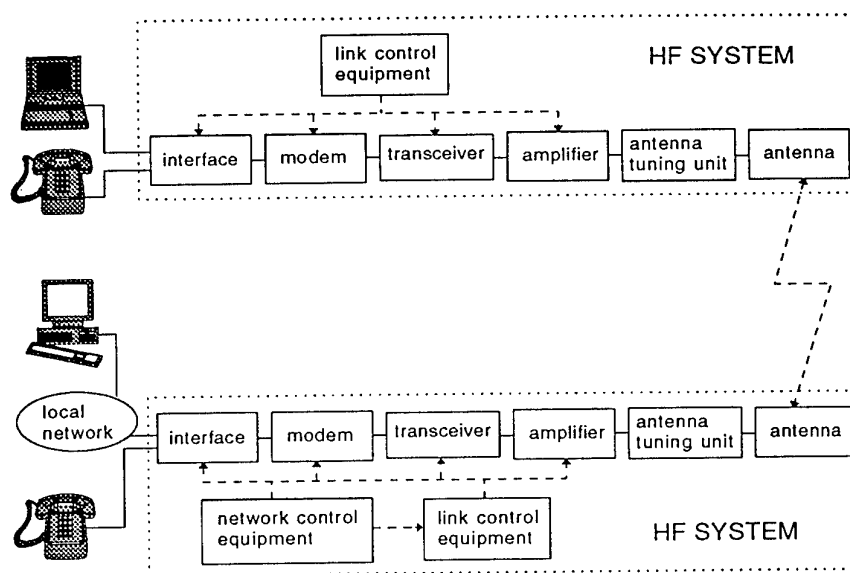 link control
equipment
HF SYSTEM
interface
modem
transceiver
amplifier
antenna
tuning unit
antenna
local
network
interface
modem
transceiver
amplifier
antenna
tuning unit
antenna
network control
equipment
link control
equipment
HF SYSTEM